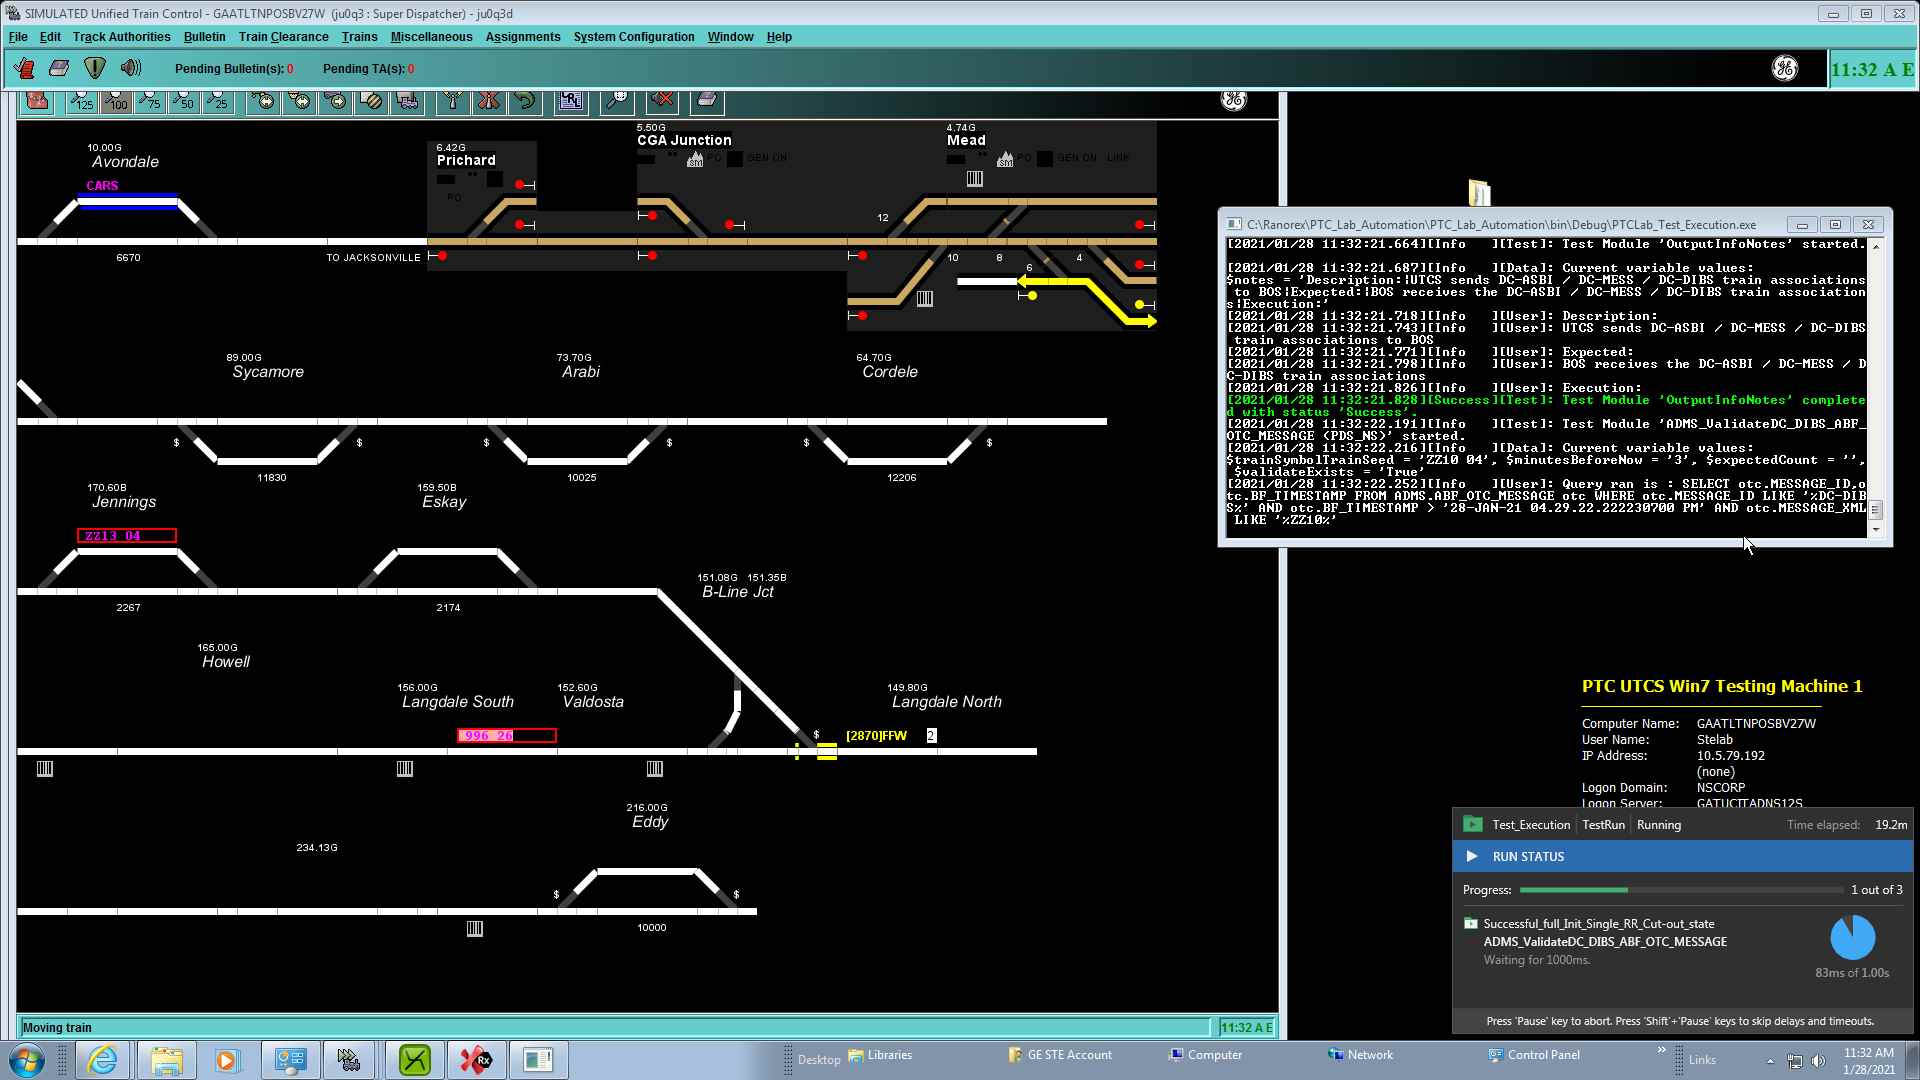 SIMULATED Unified Train Control - GAATLTNPOSBV27W (ju0q3 : Super Dispatcher) - ju0q3d
File Edit Track Authorities Bulletin Train Clearance Trains Miscellaneous Assignments System Configuration Window Help
Pending Bulletin(s): 0 Pending TA(s): 0
11:32 A E
125 100 75 50 25
10.00G
Avondale
CARS
6670
TO JACKSONVILLE
6.42G
Prichard
PO
5.50G
CGA Junction
SM PO GEN ON
4.74G
Mead
SM PO GEN ON LINK
12
10 8 6 4
89.00G
Sycamore
73.70G
Arabi
64.70G
Cordele
$ $ $ $ $ $
11830
10025
12206
170.60B
Jennings
159.50B
Eskay
ZZ13 04
2267
2174
151.08G 151.35B
B-Line Jct
165.00G
Howell
156.00G
Langdale South
152.60G
Valdosta
149.80G
Langdale North
996 26
$
[2870]FFW 2
216.00G
Eddy
234.13G
$ $
10000
Moving train
11:32 A E
C:\Ranorex\PTC_Lab_Automation\PTC_Lab_Automation\bin\Debug\PTCLab_Test_Execution.exe
[2021/01/28 11:32:21.664][Info   ][Test]: Test Module 'OutputInfoNotes' started.
[2021/01/28 11:32:21.687][Info   ][Data]: Current variable values:
$notes = 'Description:¦UTCS sends DC-ASBI / DC-MESS / DC-DIBS train associations
 to BOS¦Expected:¦BOS receives the DC-ASBI / DC-MESS / DC-DIBS train association
s¦Execution:'
[2021/01/28 11:32:21.718][Info   ][User]: Description:
[2021/01/28 11:32:21.743][Info   ][User]: UTCS sends DC-ASBI / DC-MESS / DC-DIBS
 train associations to BOS
[2021/01/28 11:32:21.771][Info   ][User]: Expected:
[2021/01/28 11:32:21.798][Info   ][User]: BOS receives the DC-ASBI / DC-MESS / D
C-DIBS train associations
[2021/01/28 11:32:21.826][Info   ][User]: Execution:
[2021/01/28 11:32:21.828][Success][Test]: Test Module 'OutputInfoNotes' complete
d with status 'Success'.
[2021/01/28 11:32:22.191][Info   ][Test]: Test Module 'ADMS_ValidateDC_DIBS_ABF_
OTC_MESSAGE (PDS_NS)' started.
[2021/01/28 11:32:22.216][Info   ][Data]: Current variable values:
$trainSymbolTrainSeed = 'ZZ10 04', $minutesBeforeNow = '3', $expectedCount = '',
 $validateExists = 'True'
[2021/01/28 11:32:22.252][Info   ][User]: Query ran is : SELECT otc.MESSAGE_ID,o
tc.BF_TIMESTAMP FROM ADMS.ABF_OTC_MESSAGE otc WHERE otc.MESSAGE_ID LIKE '%DC-DIB
S%' AND otc.BF_TIMESTAMP > '28-JAN-21 04.29.22.222230700 PM' AND otc.MESSAGE_XML
 LIKE '%ZZ10%'
PTC UTCS Win7 Testing Machine 1
Computer Name: GAATLTNPOSBV27W
User Name: Stelab
IP Address: 10.5.79.192
(none)
Logon Domain: NSCORP
Logon Server: GATUCTTADNS12S
Test_Execution TestRun Running Time elapsed: 19.2m
RUN STATUS
Progress: 1 out of 3
Successful_full_Init_Single_RR_Cut-out_state
ADMS_ValidateDC_DIBS_ABF_OTC_MESSAGE
Waiting for 1000ms.
83ms of 1.00s
Press 'Pause' key to abort. Press 'Shift'+'Pause' keys to skip delays and timeouts.
Desktop Libraries GE STE Account Computer Network Control Panel » Links
11:32 AM
1/28/2021